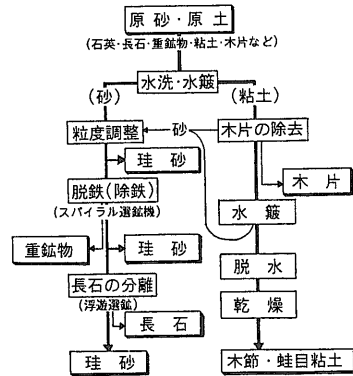 原砂・原土
(石英・長石・重鉱物・粘土・木片など)
水洗・水簸
(砂)
(粘土)
粒度調整
砂
木片の除去
珪砂
木片
脱鉄(除鉄)
(スパイラル選鉱機)
水簸
重鉱物
珪砂
脱水
長石の分離
(浮遊選鉱)
乾燥
長石
珪砂
木節・蛙目粘土